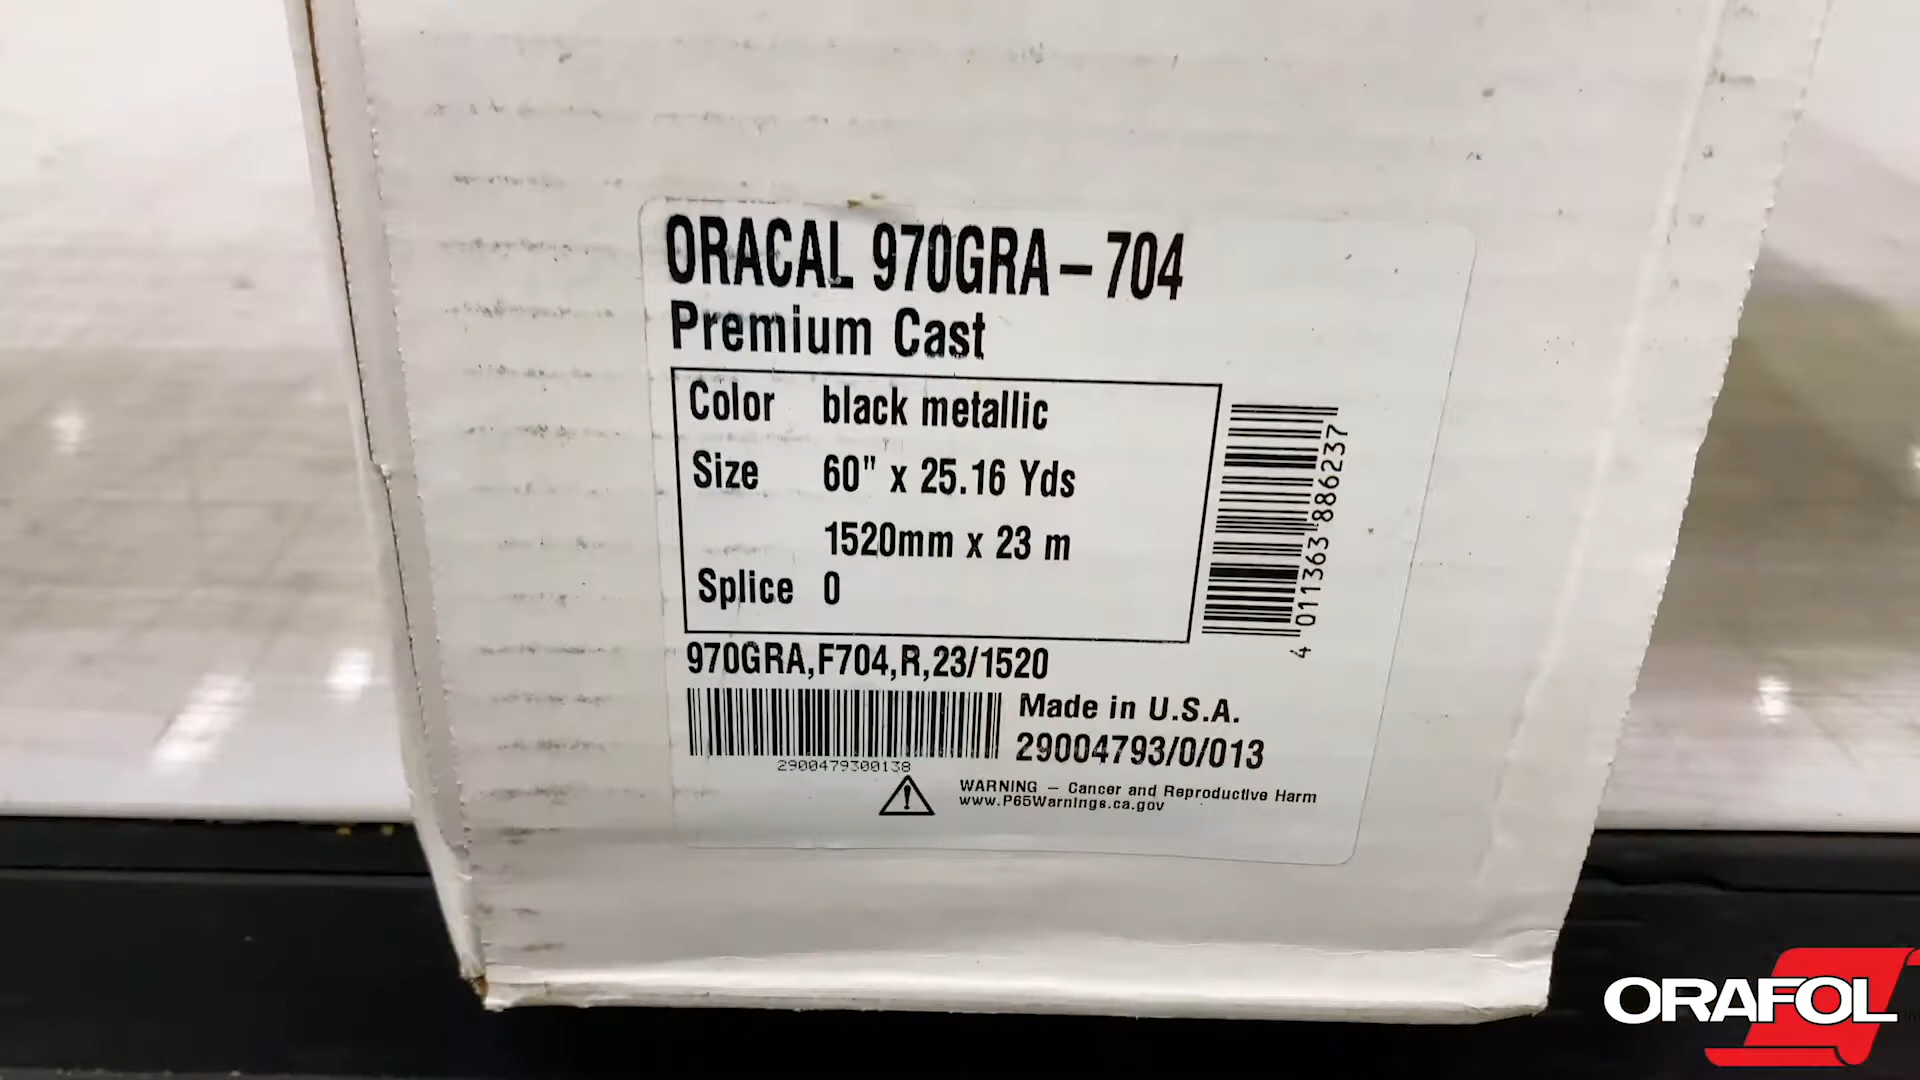 ORACAL 970GRA – 704
Premium Cast
Color black metallic
Size 60" x 25.16 Yds
1520mm x 23 m
Splice 0
4 011363 886237
970GRA,F704,R,23/1520
2900479300138
Made in U.S.A.
29004793/0/013
WARNING – Cancer and Reproductive Harm
www.P65Warnings.ca.gov
ORAFOL